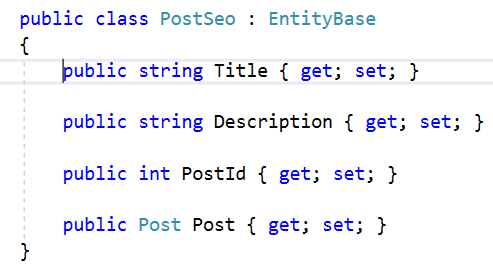 public class PostSeo : EntityBase
{
public string Title { get; set; }
public string Description { get; set; }
public int PostId { get; set; }
public Post Post { get; set; }
}